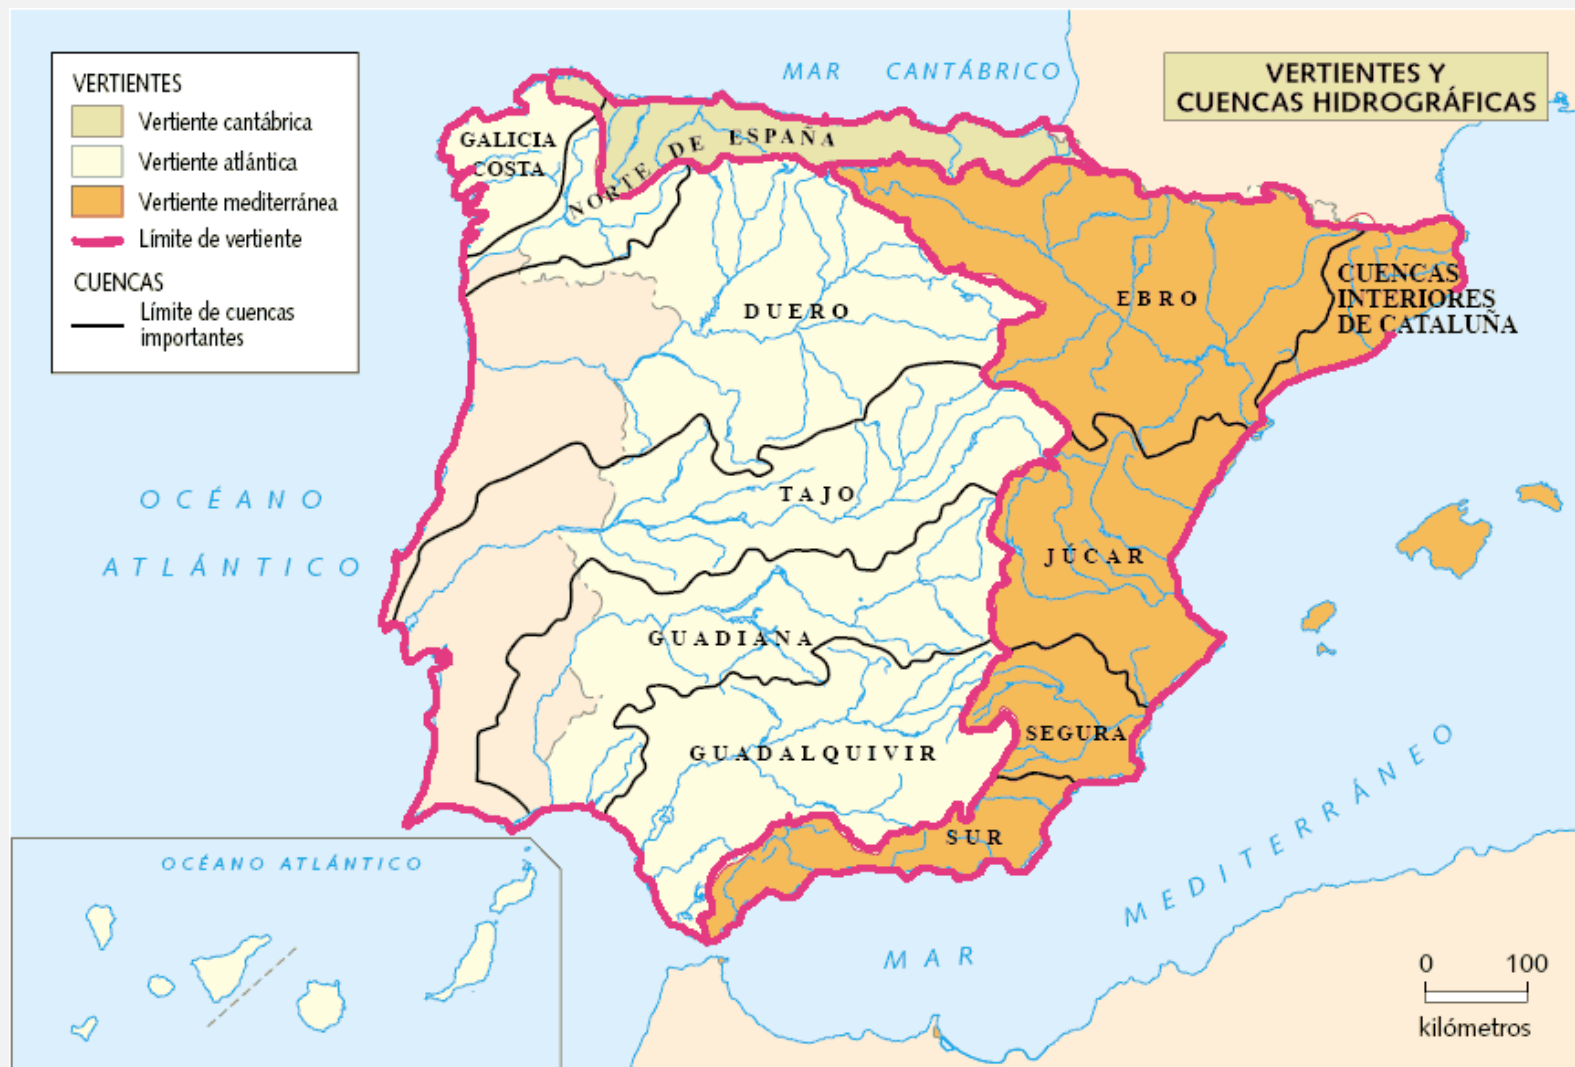 VERTIENTES Y
CUENCAS HIDROGRÁFICAS
VERTIENTES
Vertiente cantábrica
Vertiente atlántica
Vertiente mediterránea
Límite de vertiente
CUENCAS
Límite de cuencas
importantes
MAR CANTÁBRICO
GALICIA
COSTA
NORTE DE ESPAÑA
DUERO
EBRO
CUENCAS
INTERIORES
DE CATALUÑA
OCÉANO
ATLÁNTICO
TAJO
JÚCAR
GUADIANA
SEGURA
GUADALQUIVIR
SUR
MAR MEDITERRÁNEO
OCÉANO ATLÁNTICO
0 100
kilómetros